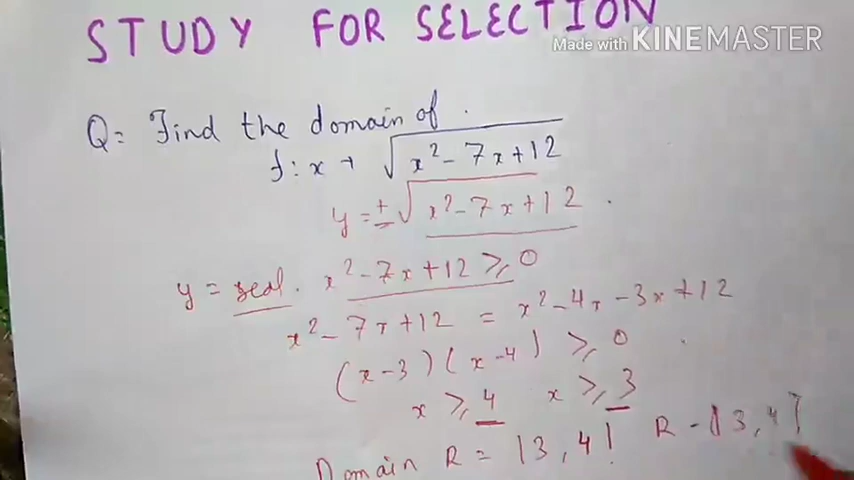 STUDY FOR SELECTION
Made with KINEMASTER
Q= Find the domain of.
f: x → √x²-7x+12
y = ±√x²-7x+12
y = real. x²-7x+12 ≥ 0
x²-7x+12 = x²-4x-3x+12
(x-3)(x-4) ≥ 0
x ≥ 4 x ≥ 3
Domain R = [3,4] R-[3,4]